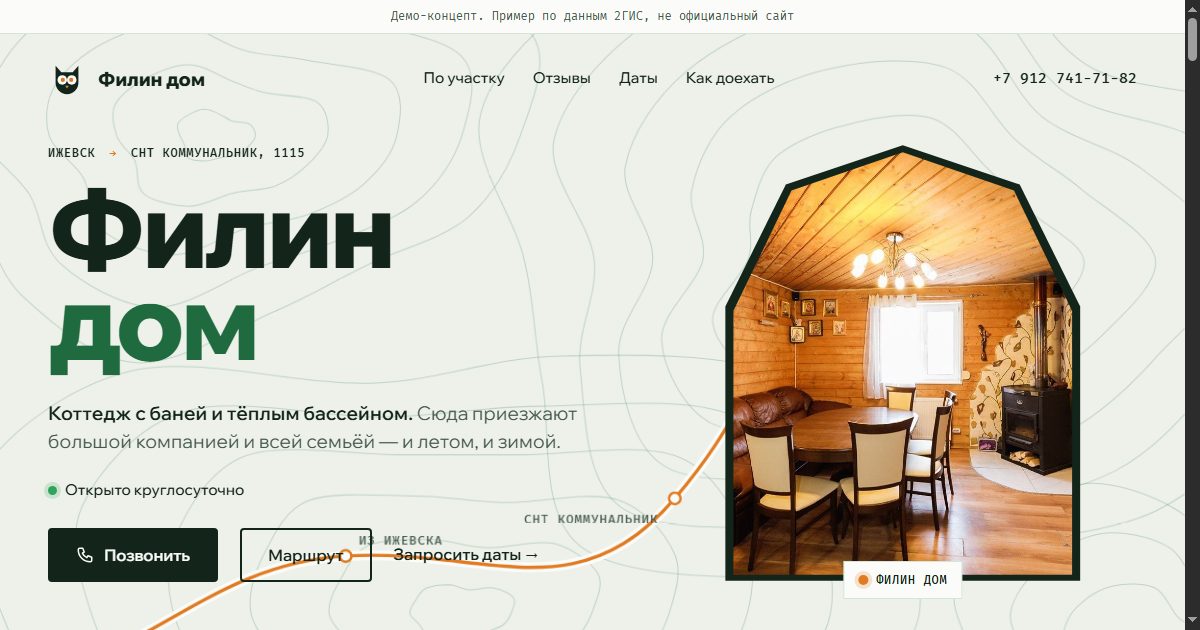 Демо-концепт. Пример по данным 2ГИС, не официальный сайт
Филин дом
По участку
Отзывы
Даты
Как доехать
+7 912 741-71-82
ИЖЕВСК → СНТ КОММУНАЛЬНИК, 1115
Филин
дом
Коттедж с баней и тёплым бассейном. Сюда приезжают
большой компанией и всей семьёй — и летом, и зимой.
Открыто круглосуточно
СНТ КОММУНАЛЬНИК
ИЗ ИЖЕВСКА
Позвонить
Маршрут
Запросить даты →
ФИЛИН ДОМ